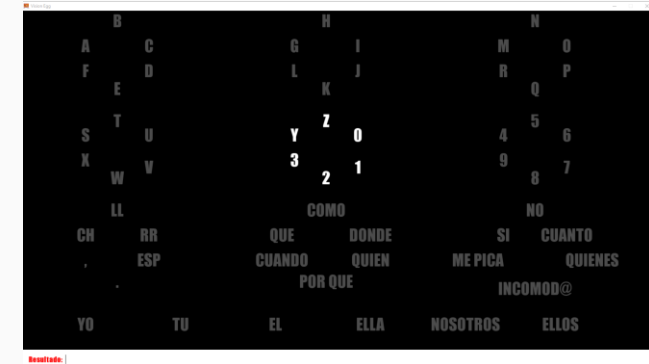 B H N
A C G I M O
F D L J R P
E K Q
T Z 5
S U Y 0 4 6
X V 3 1 9 7
W 2 8
LL COMO NO
CH RR QUE DONDE SI CUANTO
, ESP CUANDO QUIEN ME PICA QUIENES
. POR QUE INCOMOD@
YO TU EL ELLA NOSOTROS ELLOS
Resultado: